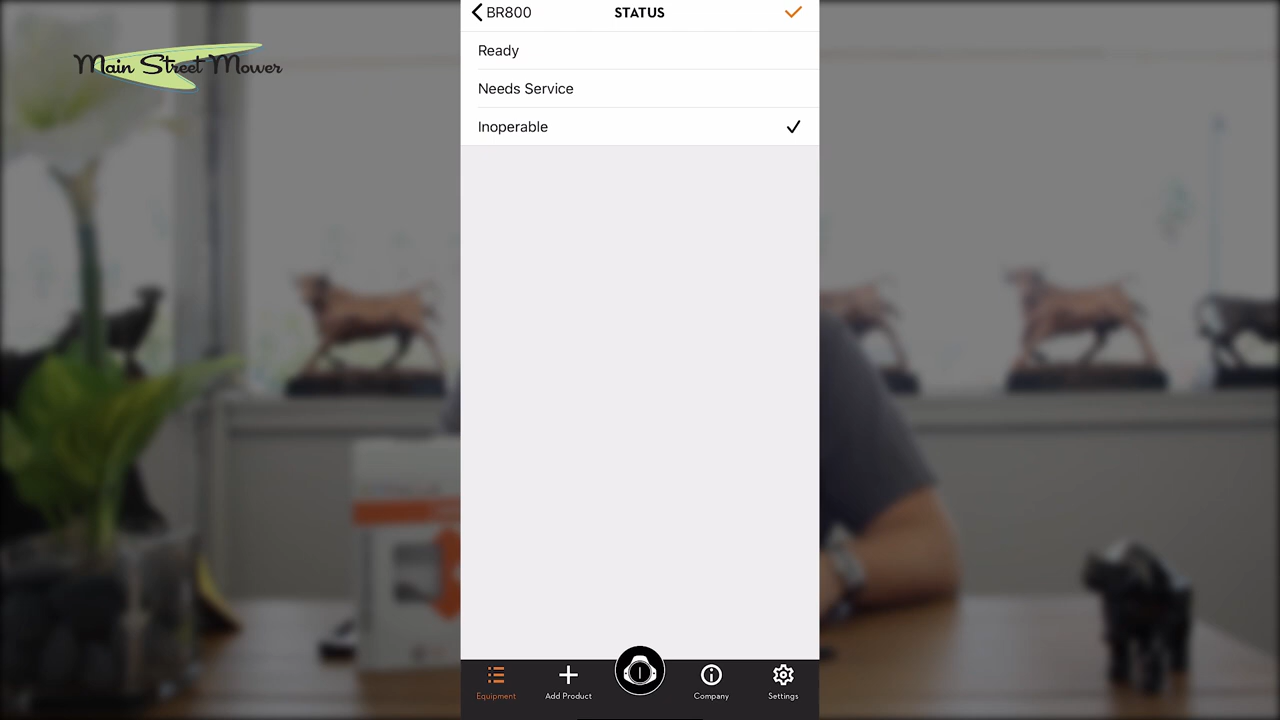 Main Street Mower
BR800
STATUS
Ready
Needs Service
Inoperable
Equipment
Add Product
Company
Settings